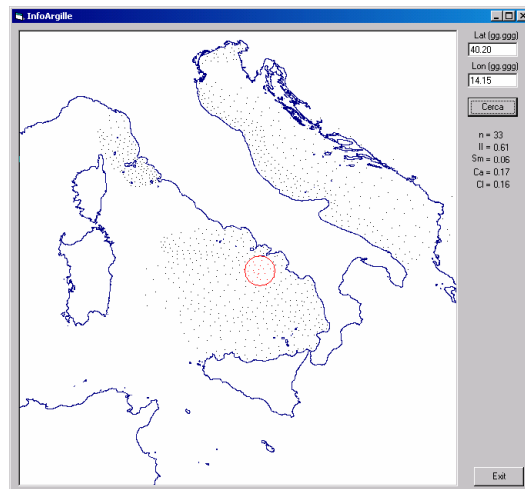 InfoArgille
Lat (gg.ggg)
40.20
Lon (gg.ggg)
14.15
Cerca
n = 33
Il = 0.61
Sm = 0.06
Ca = 0.17
Cl = 0.16
Exit